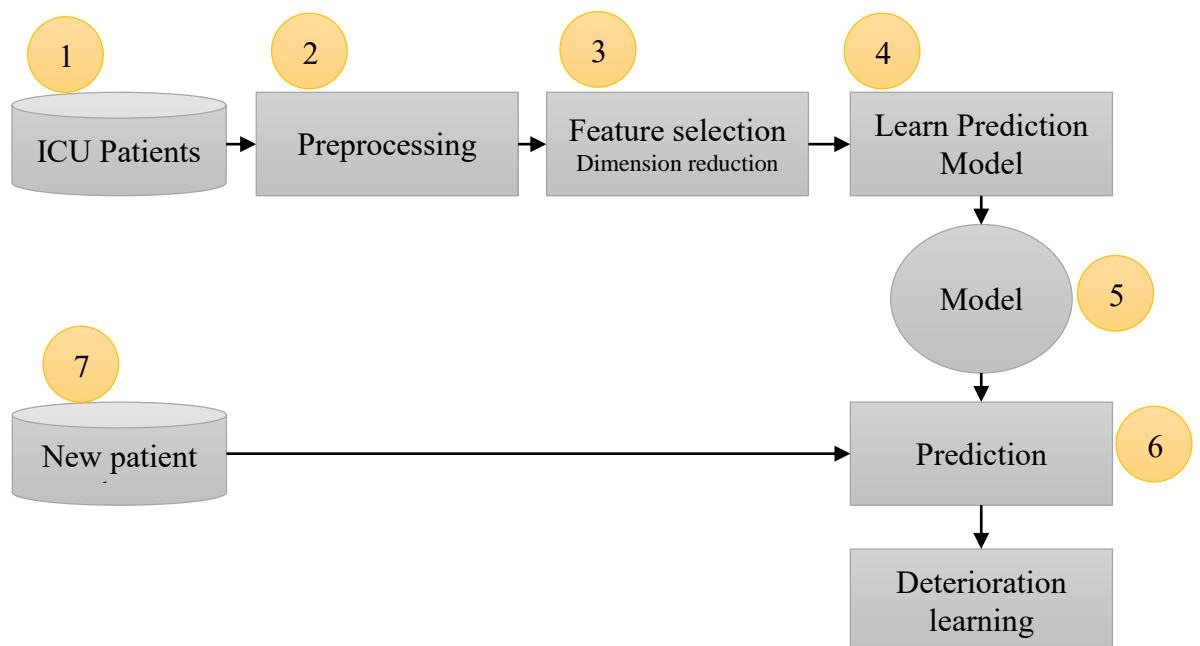 1
2
3
4
ICU Patients
Preprocessing
Feature selection
Dimension reduction
Learn Prediction
Model
Model
5
7
New patient
Prediction
6
Deterioration
learning